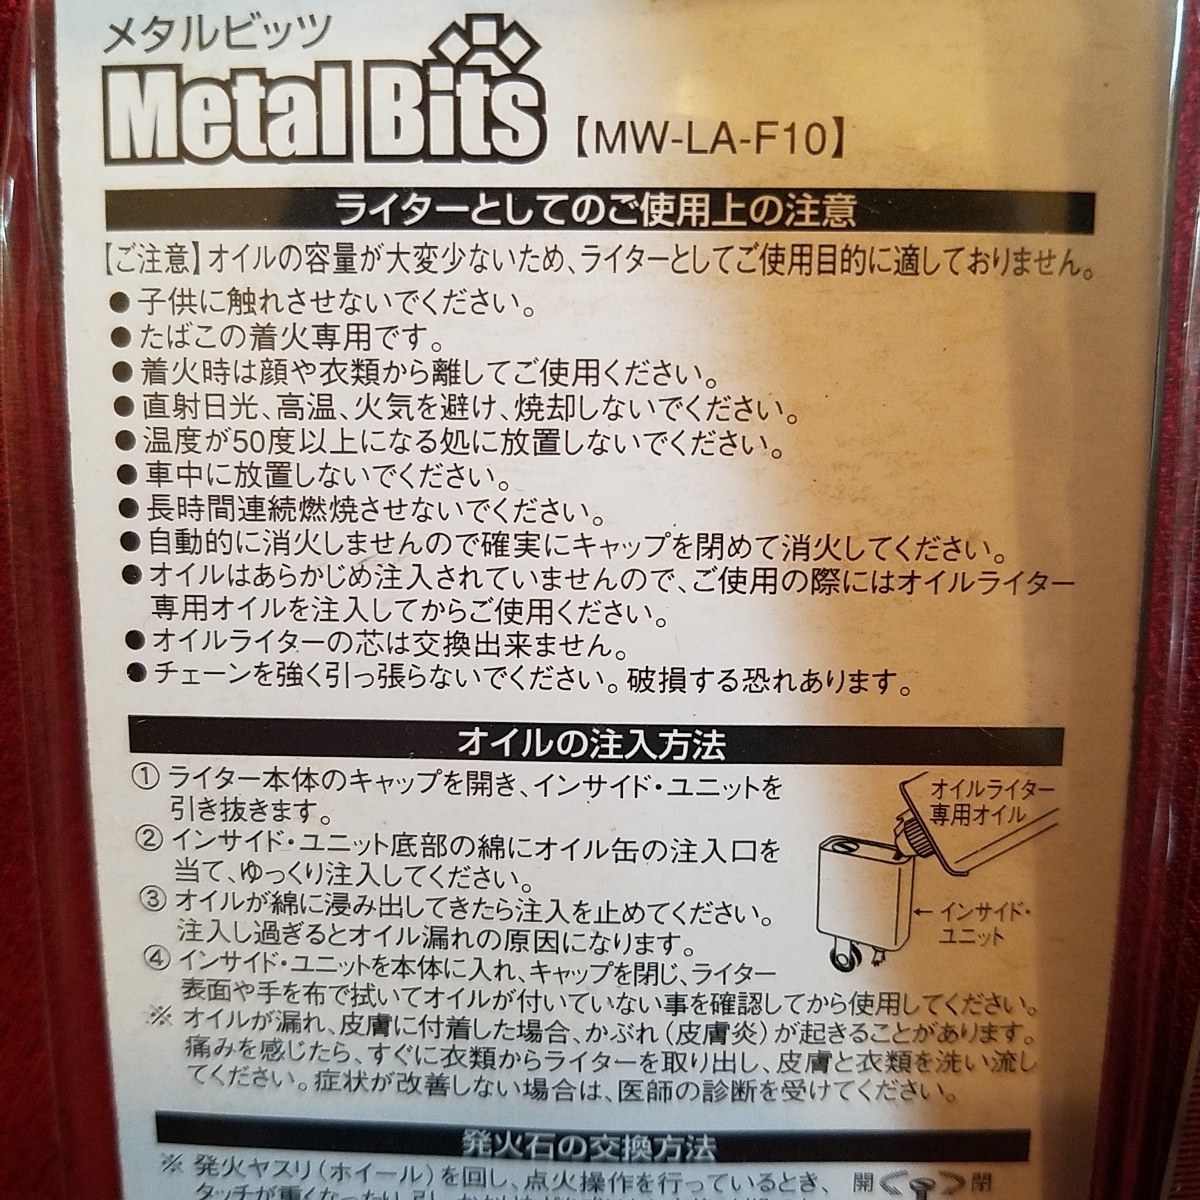 メタルビッツ
Metal Bits 【MW-LA-F10】
ライターとしてのご使用上の注意
【ご注意】オイルの容量が大変少ないため、ライターとしてご使用目的に適しておりません。
● 子供に触れさせないでください。
● たばこの着火専用です。
● 着火時は顔や衣類から離してご使用ください。
● 直射日光、高温、火気を避け、焼却しないでください。
● 温度が50度以上になる処に放置しないでください。
● 車中に放置しないでください。
● 長時間連続燃焼させないでください。
● 自動的に消火しませんので確実にキャップを閉めて消火してください。
● オイルはあらかじめ注入されていませんので、ご使用の際にはオイルライター
専用オイルを注入してからご使用ください。
● オイルライターの芯は交換出来ません。
● チェーンを強く引っ張らないでください。破損する恐れあります。
オイルの注入方法
① ライター本体のキャップを開き、インサイド・ユニットを
引き抜きます。
② インサイド・ユニット底部の綿にオイル缶の注入口を
当て、ゆっくり注入してください。
③ オイルが綿に浸み出してきたら注入を止めてください。
注入し過ぎるとオイル漏れの原因になります。
④ インサイド・ユニットを本体に入れ、キャップを閉じ、ライター
表面や手を布で拭いてオイルが付いていない事を確認してから使用してください。
※ オイルが漏れ、皮膚に付着した場合、かぶれ（皮膚炎）が起きることがあります。
痛みを感じたら、すぐに衣類からライターを取り出し、皮膚と衣類を洗い流し
てください。症状が改善しない場合は、医師の診断を受けてください。
オイルライター
専用オイル
← インサイド・
ユニット
発火石の交換方法
※ 発火ヤスリ（ホイール）を回し、点火操作を行っているとき、
開 閉
タッチが重くなったり、引っ